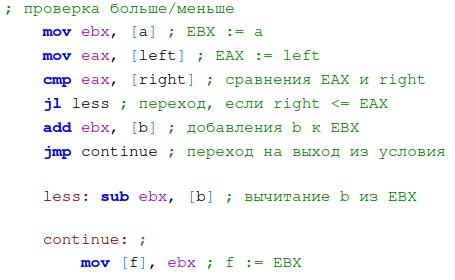 ; проверка больше/меньше
mov ebx, [a] ; EBX := a
mov eax, [left] ; EAX := left
cmp eax, [right] ; сравнения EAX и right
jl less ; переход, если right <= EAX
add ebx, [b] ; добавления b к EBX
jmp continue ; переход на выход из условия
less: sub ebx, [b] ; вычитание b из EBX
continue: ;
mov [f], ebx ; f := EBX